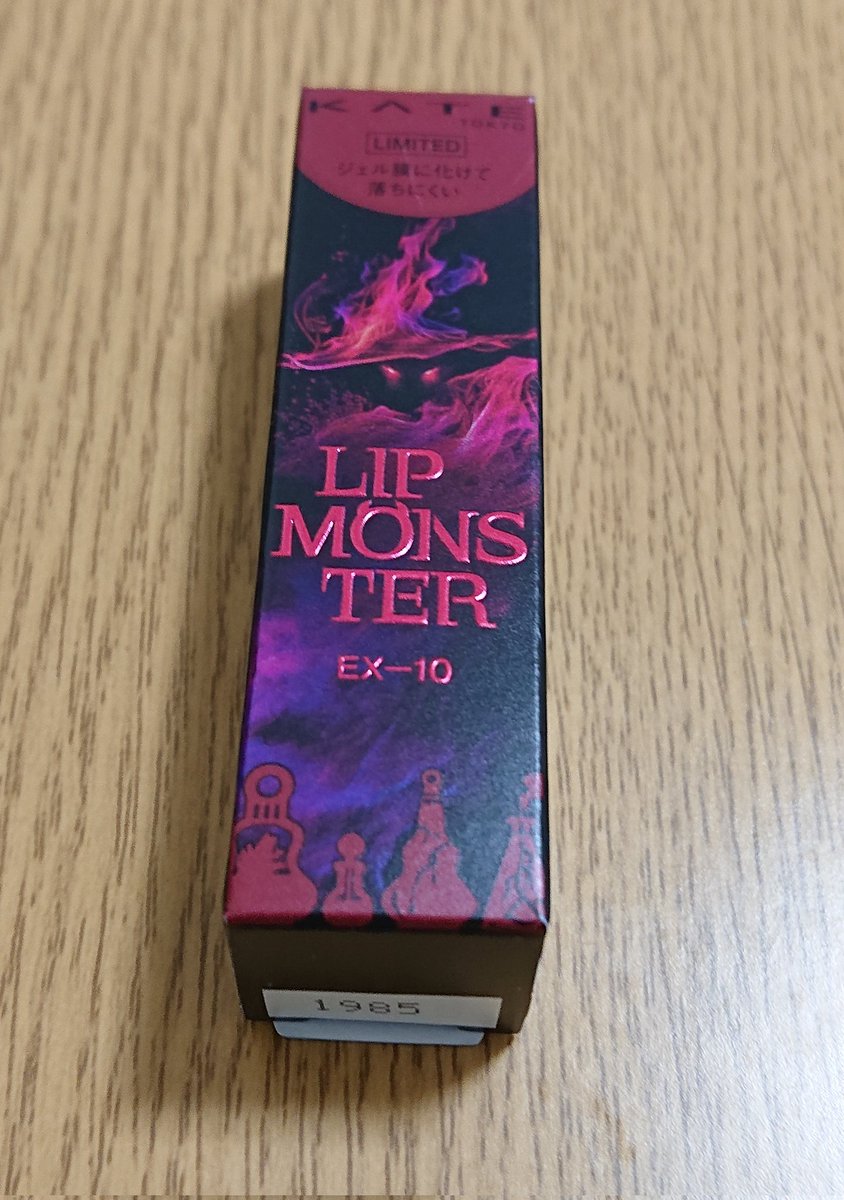 KATE
TOKYO
LIMITED
ジェル膜に化けて
落ちにくい
LIP
MONS
TER
EX-10
1985